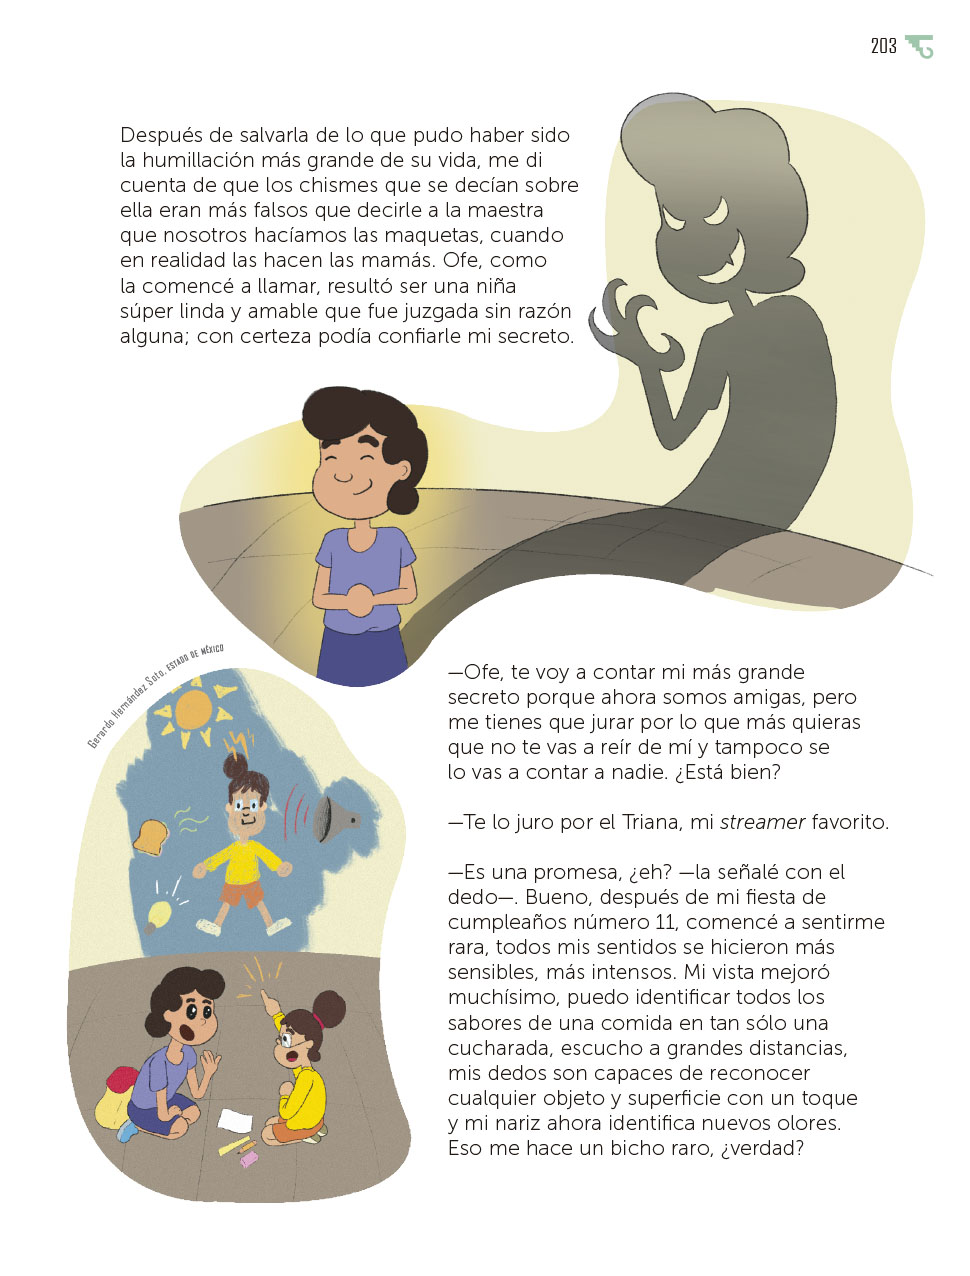 203
Después de salvarla de lo que pudo haber sido
la humillación más grande de su vida, me di
cuenta de que los chismes que se decían sobre
ella eran más falsos que decirle a la maestra
que nosotros hacíamos las maquetas, cuando
en realidad las hacen las mamás. Ofe, como
la comencé a llamar, resultó ser una niña
súper linda y amable que fue juzgada sin razón
alguna; con certeza podía confiarle mi secreto.
Gerardo Hernández Soto, ESTADO DE MÉXICO
—Ofe, te voy a contar mi más grande
secreto porque ahora somos amigas, pero
me tienes que jurar por lo que más quieras
que no te vas a reír de mí y tampoco se
lo vas a contar a nadie. ¿Está bien?
—Te lo juro por el Triana, mi streamer favorito.
—Es una promesa, ¿eh? —la señalé con el
dedo—. Bueno, después de mi fiesta de
cumpleaños número 11, comencé a sentirme
rara, todos mis sentidos se hicieron más
sensibles, más intensos. Mi vista mejoró
muchísimo, puedo identificar todos los
sabores de una comida en tan sólo una
cucharada, escucho a grandes distancias,
mis dedos son capaces de reconocer
cualquier objeto y superficie con un toque
y mi nariz ahora identifica nuevos olores.
Eso me hace un bicho raro, ¿verdad?